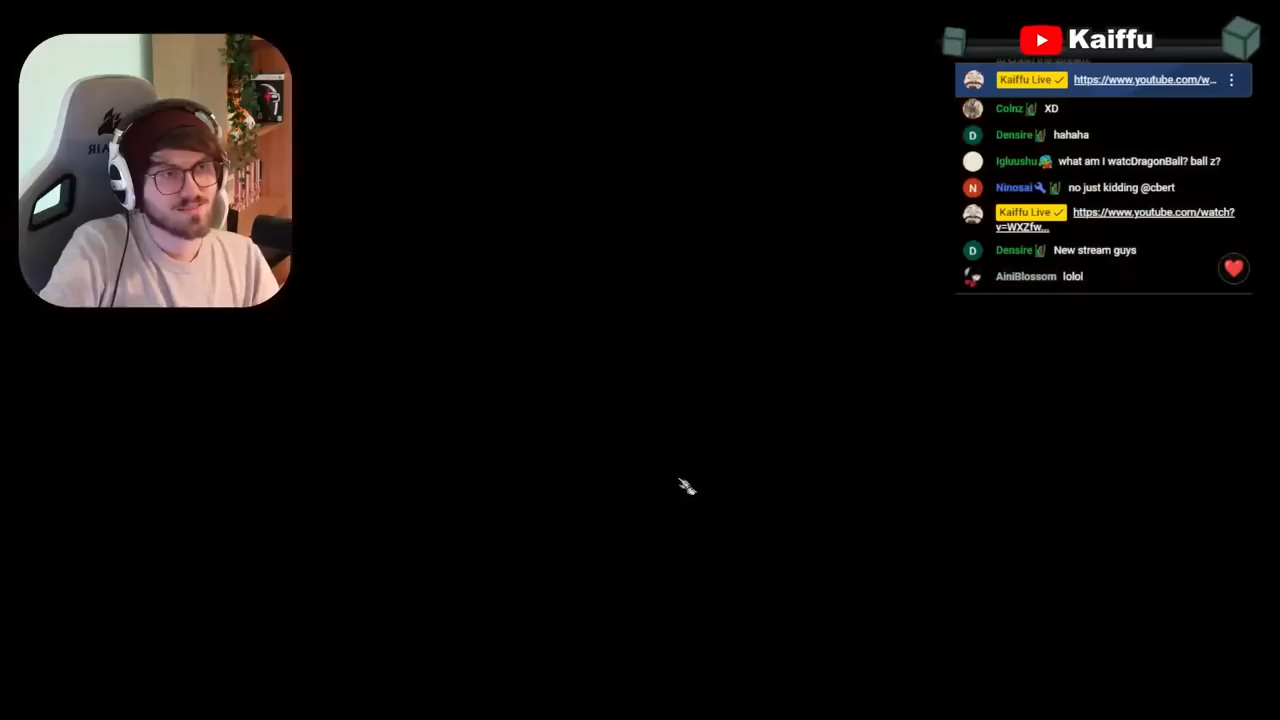 Kaiffu
Kaiffu Live https://www.youtube.com/w...
Colnz XD
D Densire hahaha
Igluushu what am I watcDragonBall? ball z?
N Ninosai no just kidding @cbert
Kaiffu Live https://www.youtube.com/watch?
v=WXZfw...
D Densire New stream guys
AiniBlossom lolol